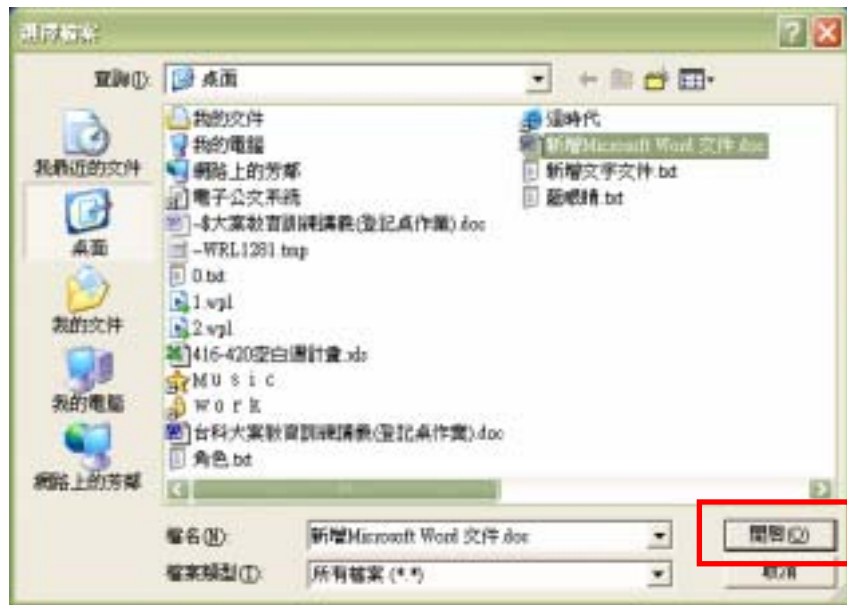 選擇檔案
查詢(I): 桌面
我最近的文件
桌面
我的文件
我的電腦
網路上的芳鄰
我的文件
我的電腦
網路上的芳鄰
電子公文系統
~$大案教育訓練講義(登記桌作業).doc
~WRL1281.tmp
0.txt
1.wpl
2.wpl
416-420空白週計畫.xls
Ｍｕｓｉｃ
ｗｏｒｋ
台科大案教育訓練講義(登記桌作業).doc
角色.txt
這時代
新增Microsoft Word 文件.doc
新增文字文件.txt
龍眼睛.txt
檔名(N): 新增Microsoft Word 文件.doc
開啟(O)
檔案類型(T): 所有檔案 (*.*)
取消